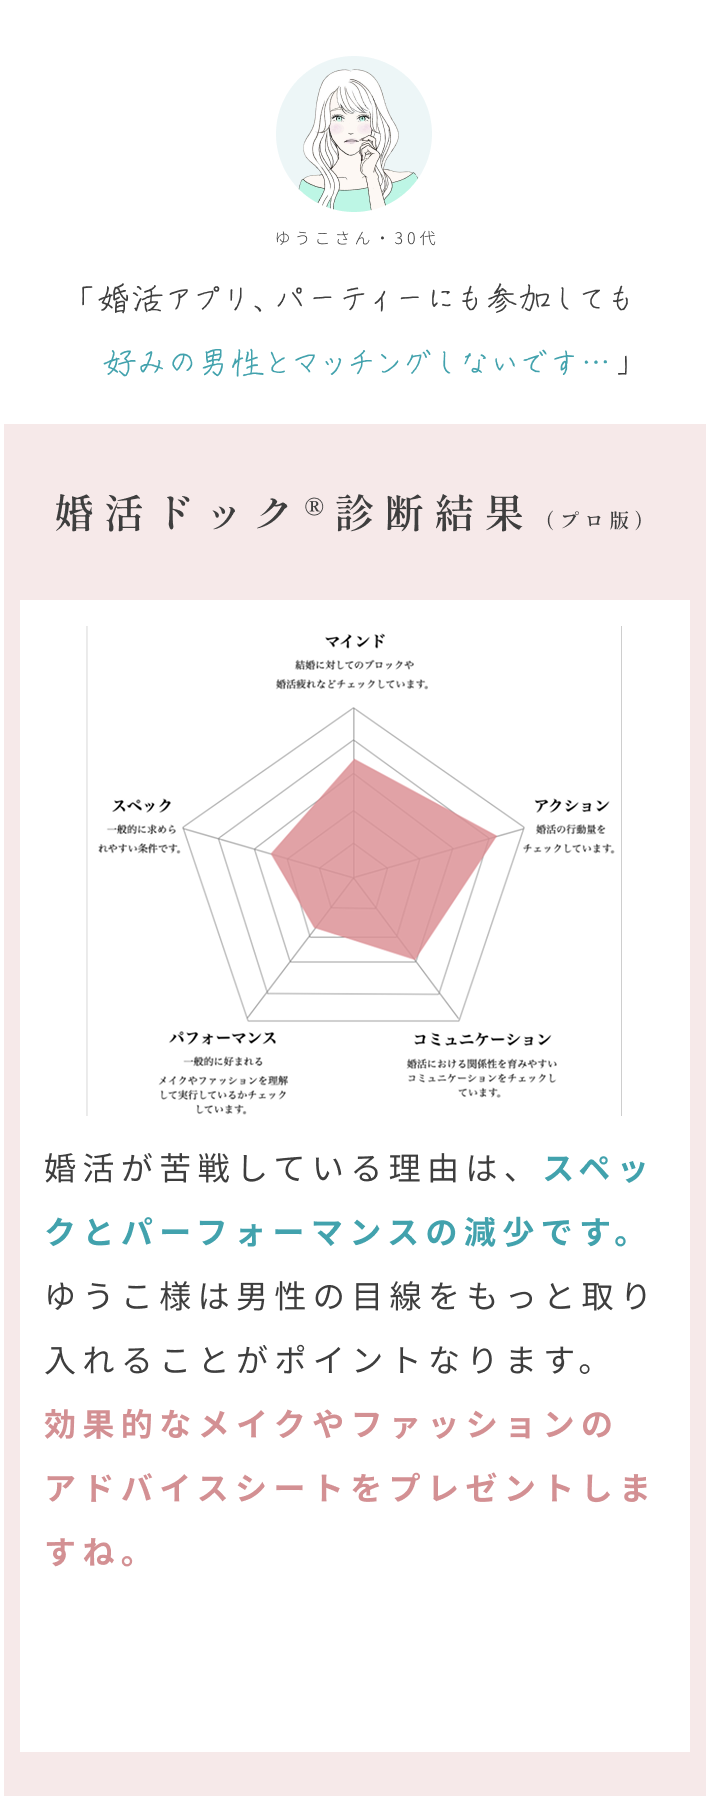 ゆうこさん・30代
「婚活アプリ、パーティーにも参加しても
好みの男性とマッチングしないです…」
婚活ドック®診断結果（プロ版）
マインド
結婚に対してのブロックや
婚活疲れなどチェックしています。
スペック
一般的に求めら
れやすい条件です。
アクション
婚活の行動量を
チェックしています。
パフォーマンス
一般的に好まれる
メイクやファッションを理解
して実行しているかチェック
しています。
コミュニケーション
婚活における関係性を育みやすい
コミュニケーションをチェックし
ています。
婚活が苦戦している理由は、スペッ
クとパーフォーマンスの減少です。
ゆうこ様は男性の目線をもっと取り
入れることがポイントなります。
効果的なメイクやファッションの
アドバイスシートをプレゼントしま
すね。